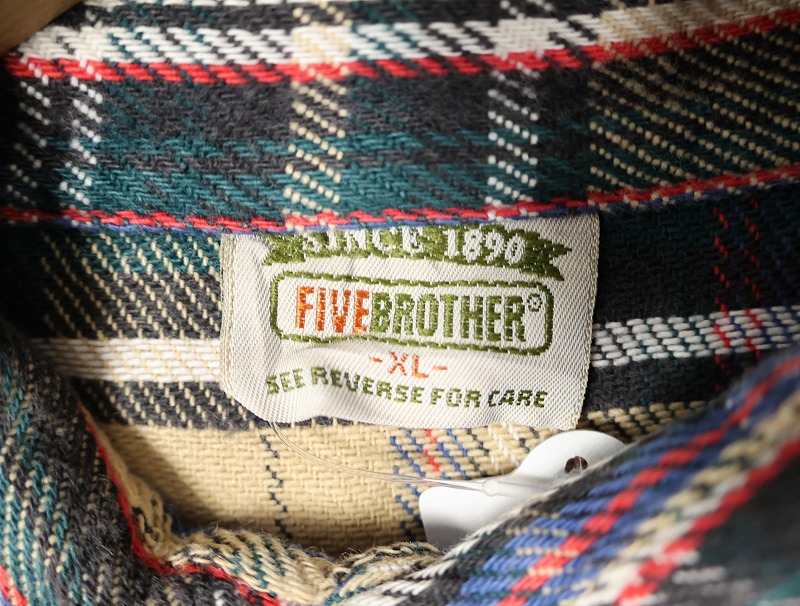 SINCE 1890
FIVEBROTHER®
-XL-
SEE REVERSE FOR CARE